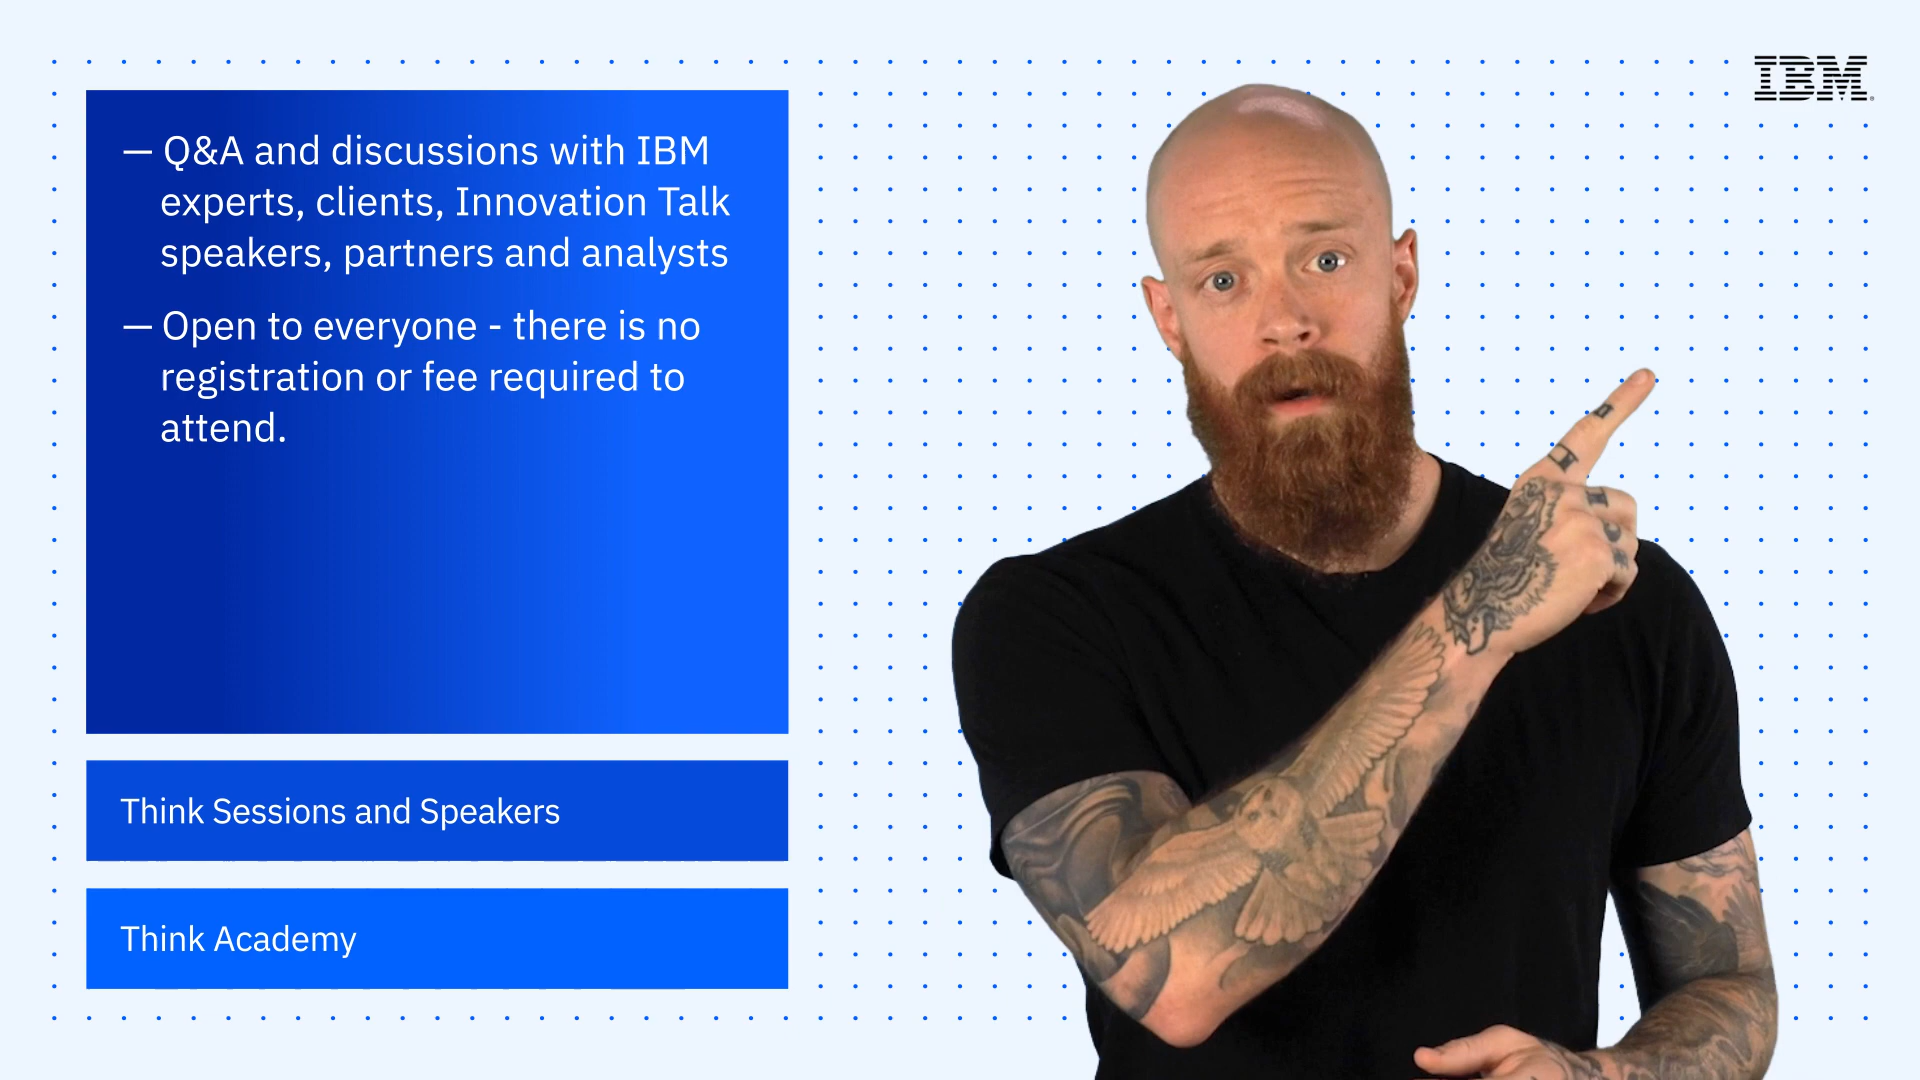 IBM
— Q&A and discussions with IBM
experts, clients, Innovation Talk
speakers, partners and analysts
— Open to everyone - there is no
registration or fee required to
attend.
Think Sessions and Speakers
Think Academy